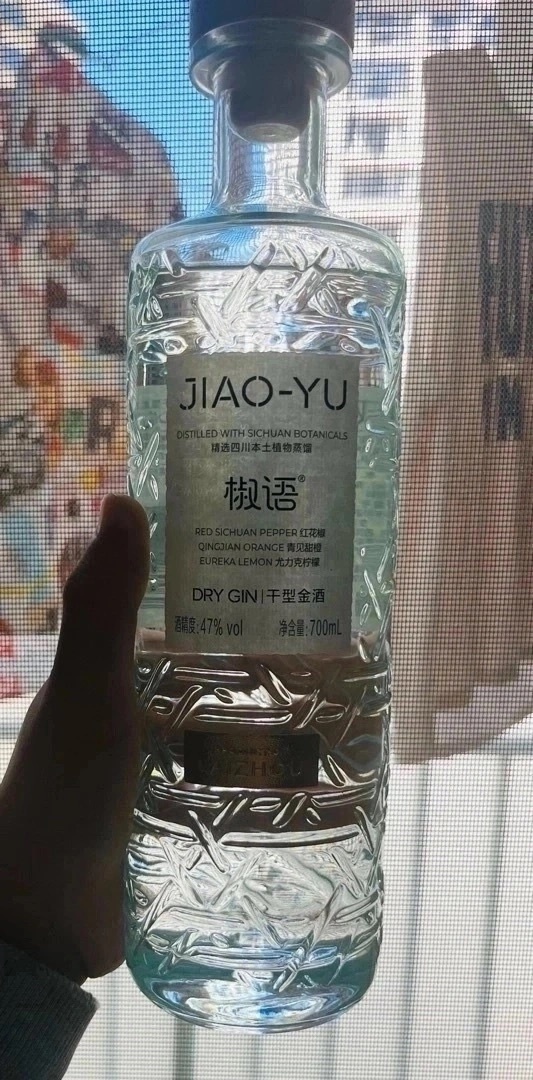 JIAO-YU
DISTILLED WITH SICHUAN BOTANICALS
精选四川本土植物蒸馏
椒语®
RED SICHUAN PEPPER 红花椒
QINGJIAN ORANGE 青见甜橙
EUREKA LEMON 尤力克柠檬
DRY GIN | 干型金酒
酒精度:47% vol 净含量:700mL